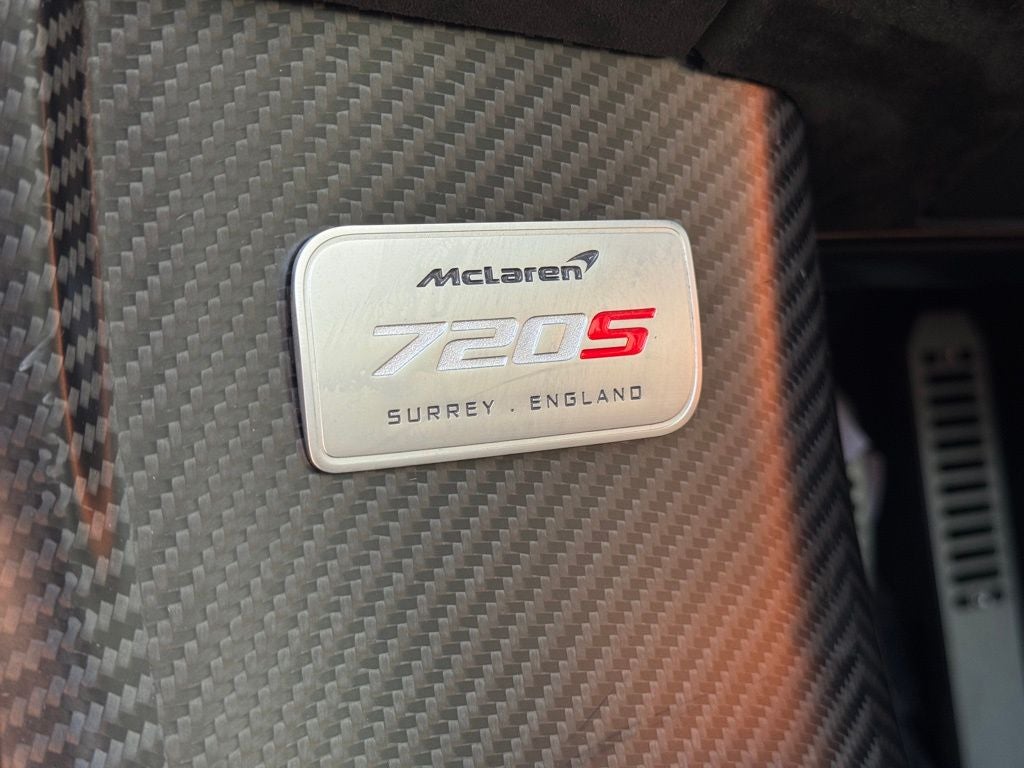 McLaren
720S
SURREY . ENGLAND